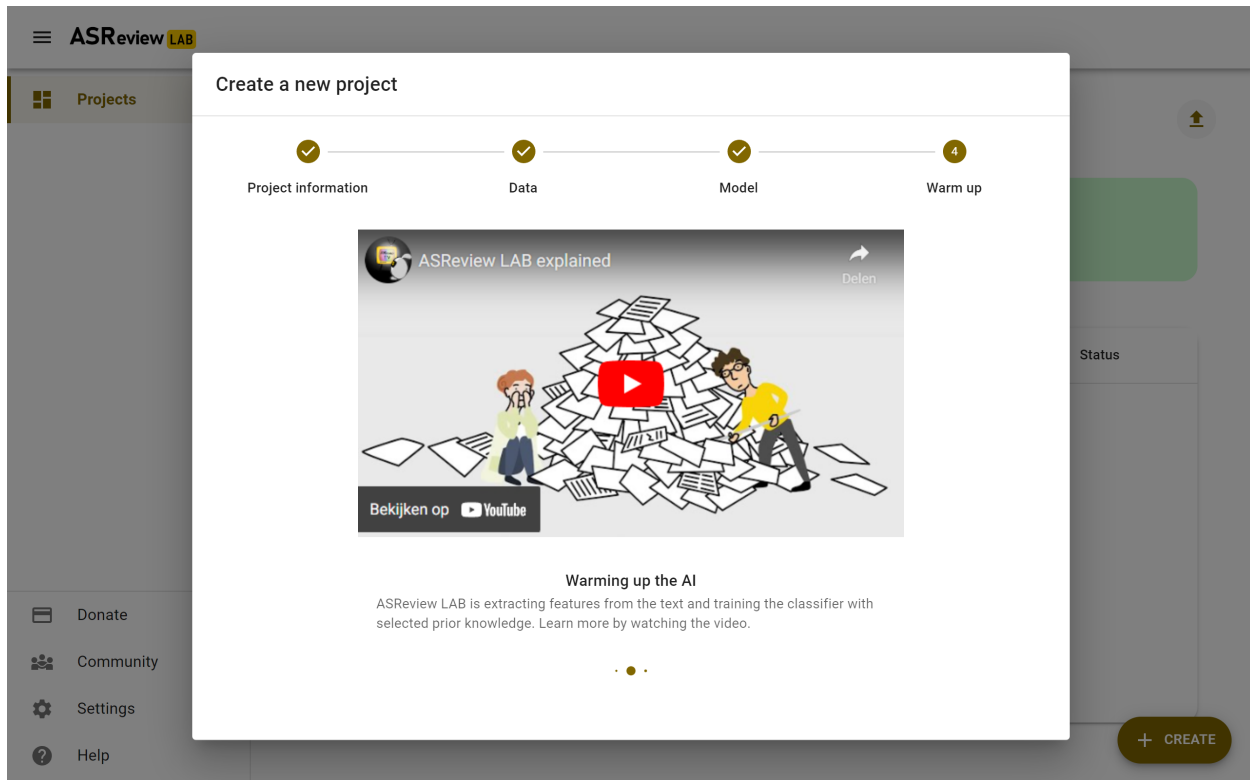 ASReview LAB
Create a new project
Projects
4
Project information
Data
Model
Warm up
ASReview LAB explained
Delen
Status
Bekijken op YouTube
Warming up the AI
ASReview LAB is extracting features from the text and training the classifier with
selected prior knowledge. Learn more by watching the video.
Donate
Community
Settings
Help
+ CREATE